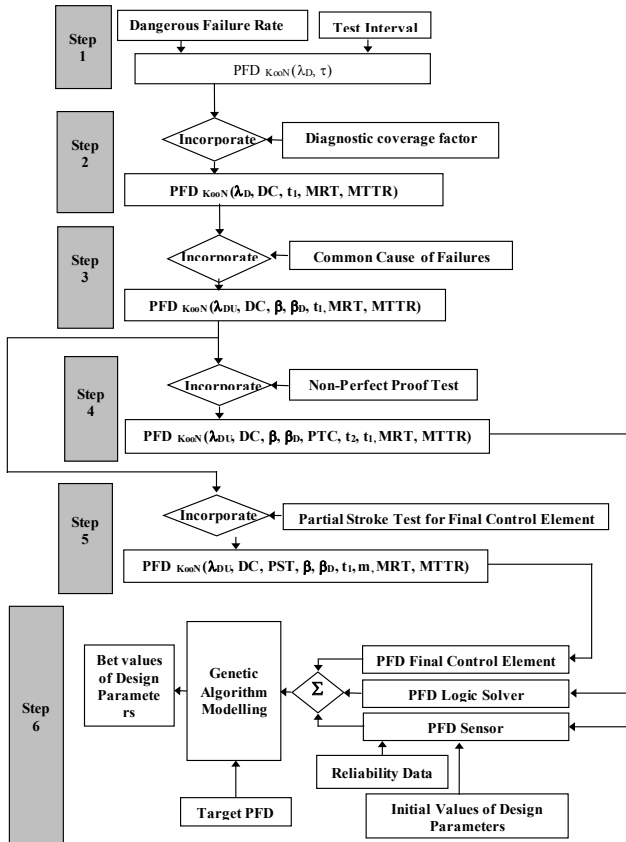 Step
1
Dangerous Failure Rate
Test Interval
PFD KooN(λD, τ)
Step
2
Incorporate
Diagnostic coverage factor
PFD KooN(λD, DC, t1, MRT, MTTR)
Step
3
Incorporate
Common Cause of Failures
PFD KooN(λDU, DC, β, βD, t1, MRT, MTTR)
Step
4
Incorporate
Non-Perfect Proof Test
PFD KooN(λDU, DC, β, βD, PTC, t2, t1, MRT, MTTR)
Step
5
Incorporate
Partial Stroke Test for Final Control Element
PFD KooN(λDU, DC, PST, β, βD, t1, m, MRT, MTTR)
Step
6
Bet values
of Design
Paramete
rs
Genetic
Algorithm
Modelling
Σ
PFD Final Control Element
PFD Logic Solver
PFD Sensor
Reliability Data
Target PFD
Initial Values of Design
Parameters